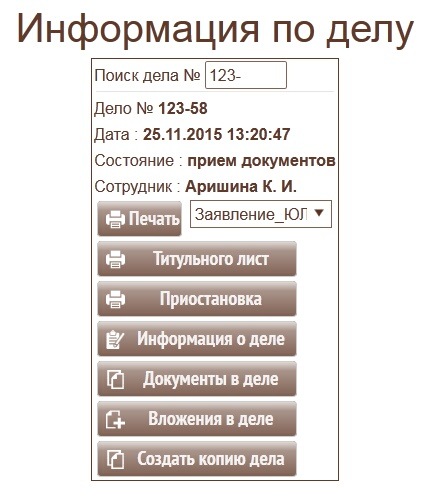 Информация по делу
Поиск дела № 123-
Дело № 123-58
Дата : 25.11.2015 13:20:47
Состояние : прием документов
Сотрудник : Аришина К. И.
Печать Заявление_ЮЛ
Титульного лист
Приостановка
Информация о деле
Документы в деле
Вложения в деле
Создать копию дела